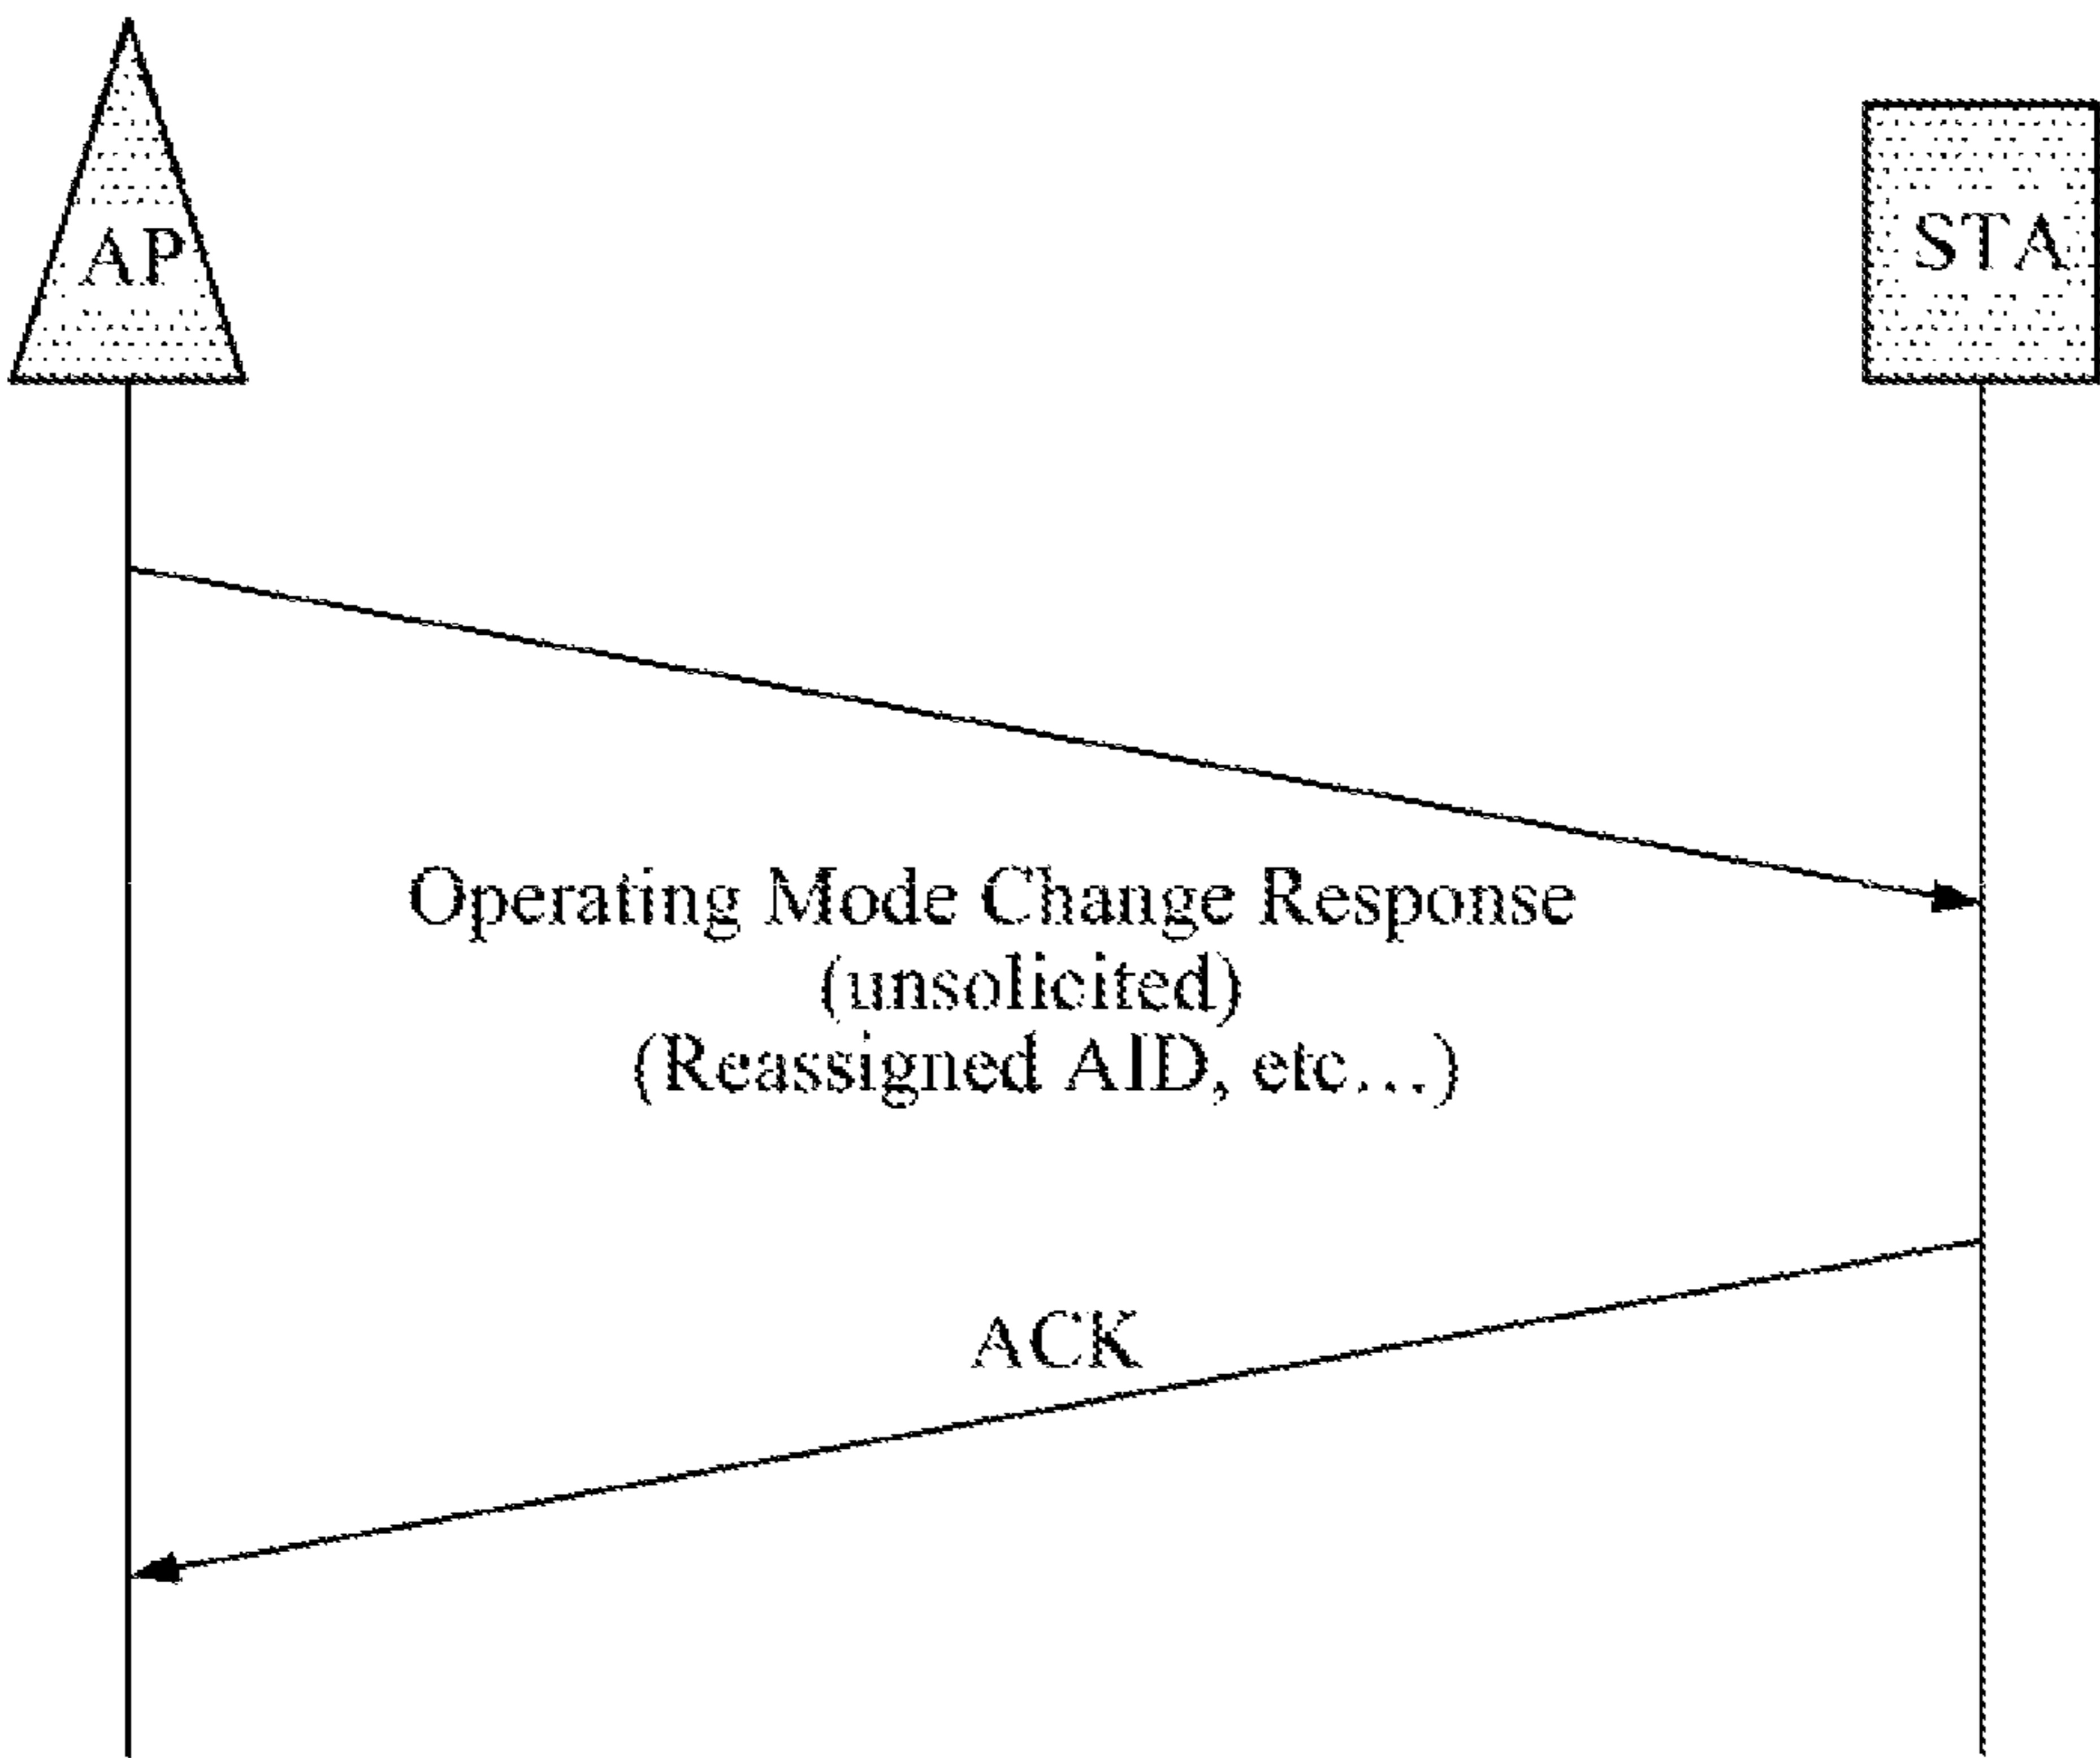 AP
STA
Operating Mode Change Response
(unsolicited)
(Reassigned AID, etc...)
ACK